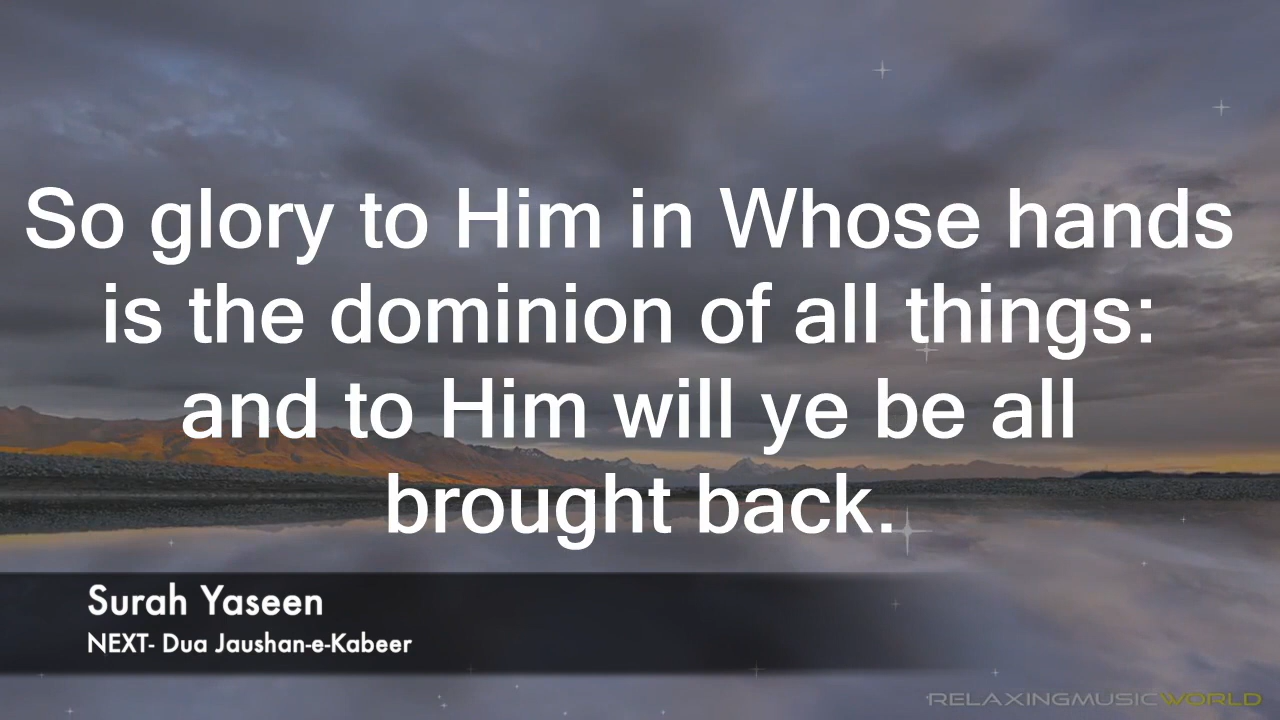 So glory to Him in Whose hands
is the dominion of all things:
and to Him will ye be all
brought back.
Surah Yaseen
NEXT- Dua Jaushan-e-Kabeer
RELAXINGMUSICWORLD